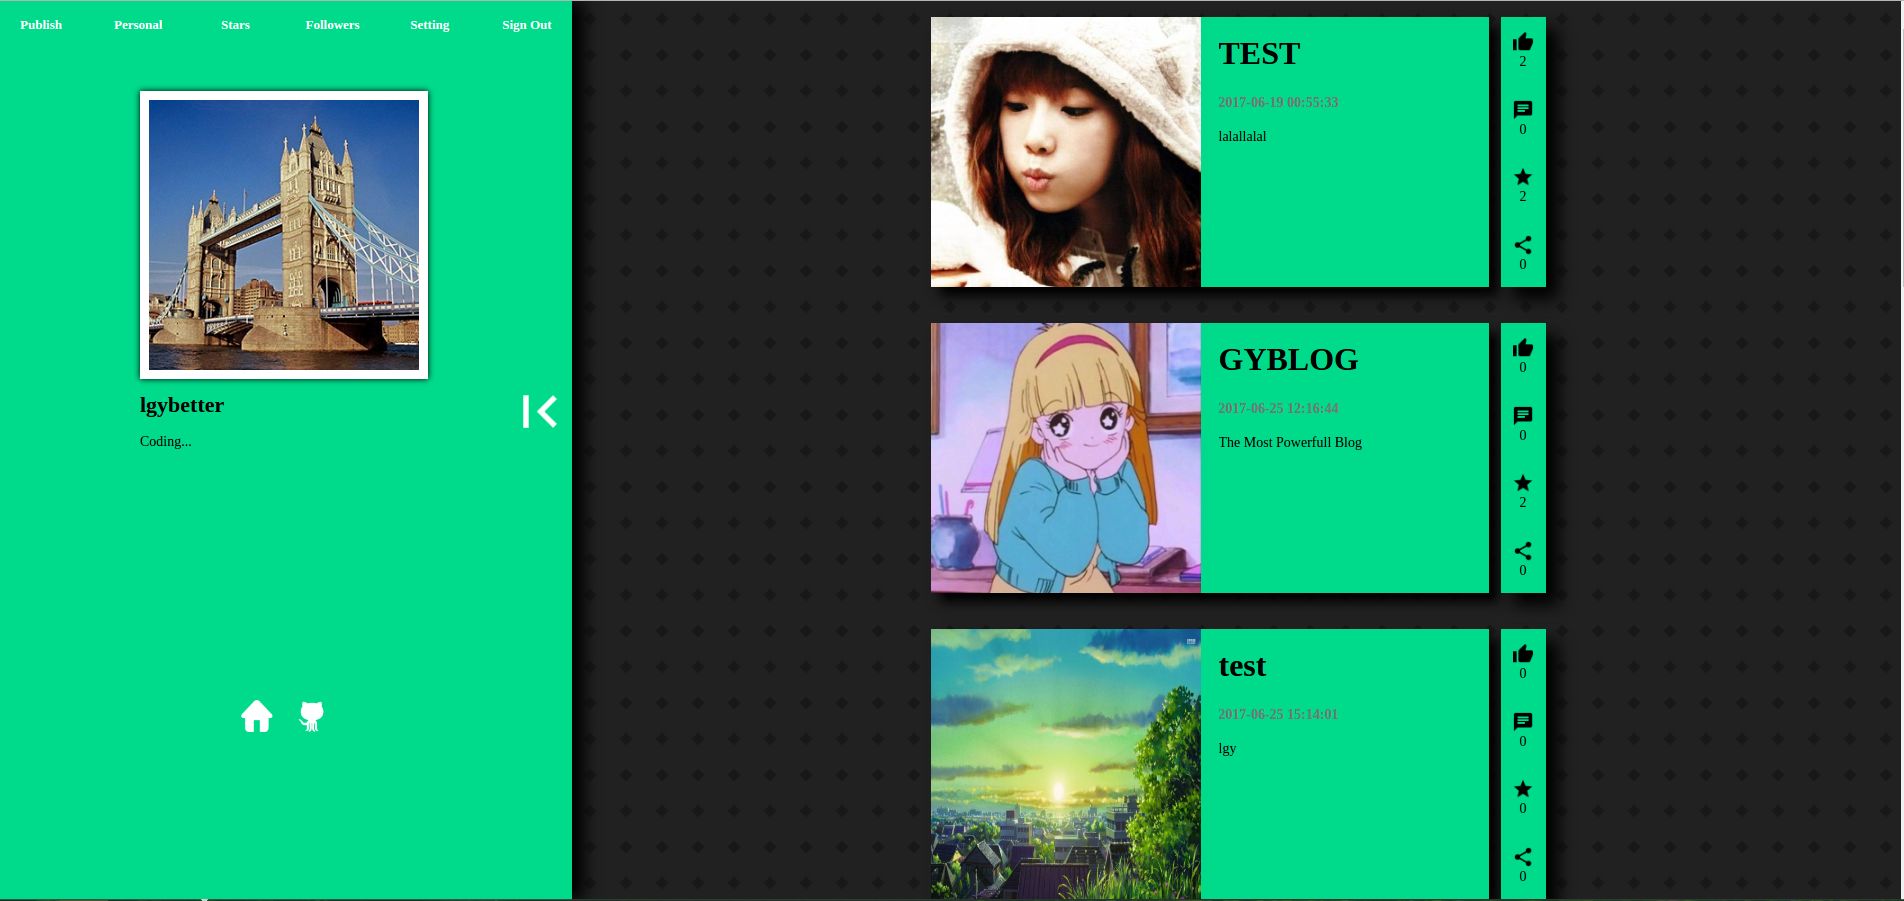 Publish Personal Stars Followers Setting Sign Out
lgybetter
Coding...
TEST
2017-06-19 00:55:33
lalallalal
2
0
2
0
GYBLOG
2017-06-25 12:16:44
The Most Powerfull Blog
0
0
2
0
test
2017-06-25 15:14:01
lgy
0
0
0
0